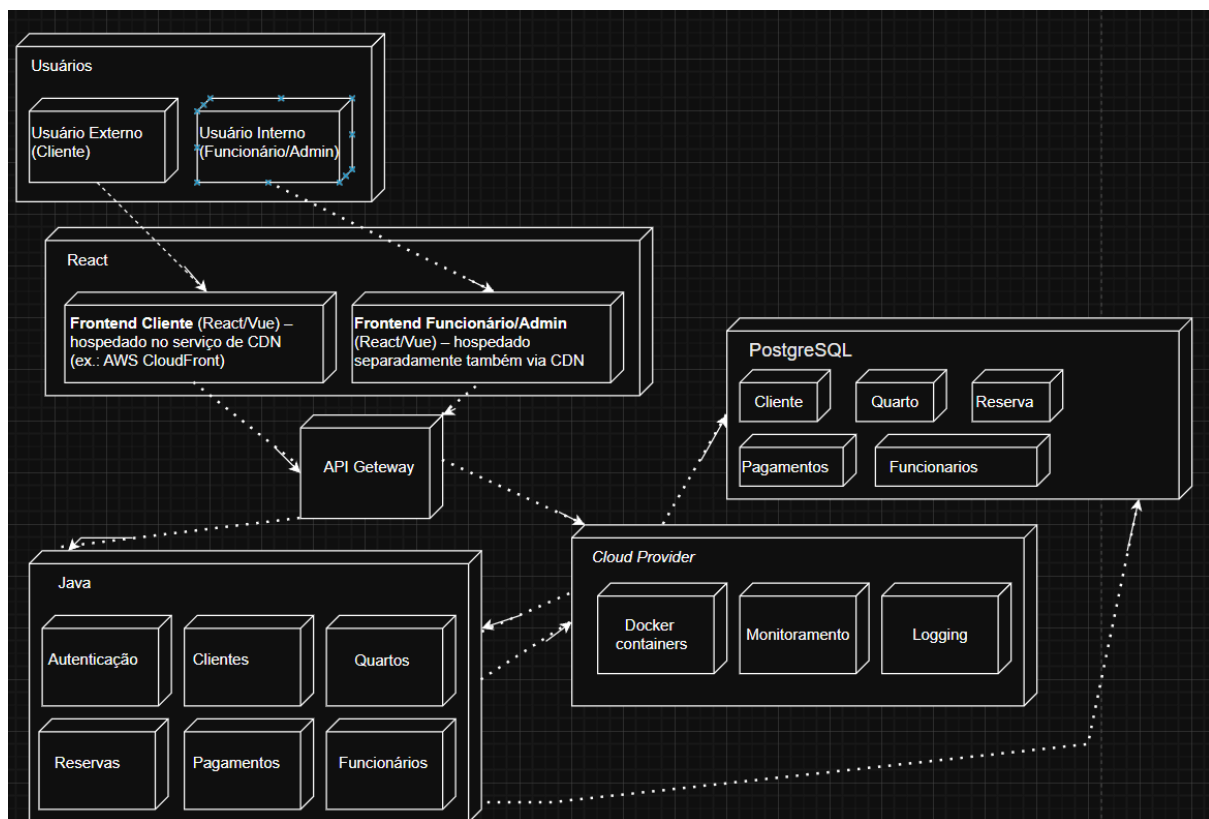 Usuários
Usuário Externo
(Cliente)
Usuário Interno
(Funcionário/Admin)
React
Frontend Cliente (React/Vue) –
hospedado no serviço de CDN
(ex.: AWS CloudFront)
Frontend Funcionário/Admin
(React/Vue) – hospedado
separadamente também via CDN
PostgreSQL
Cliente
Quarto
Reserva
Pagamentos
Funcionarios
API Geteway
Cloud Provider
Docker
containers
Monitoramento
Logging
Java
Autenticação
Clientes
Quartos
Reservas
Pagamentos
Funcionários